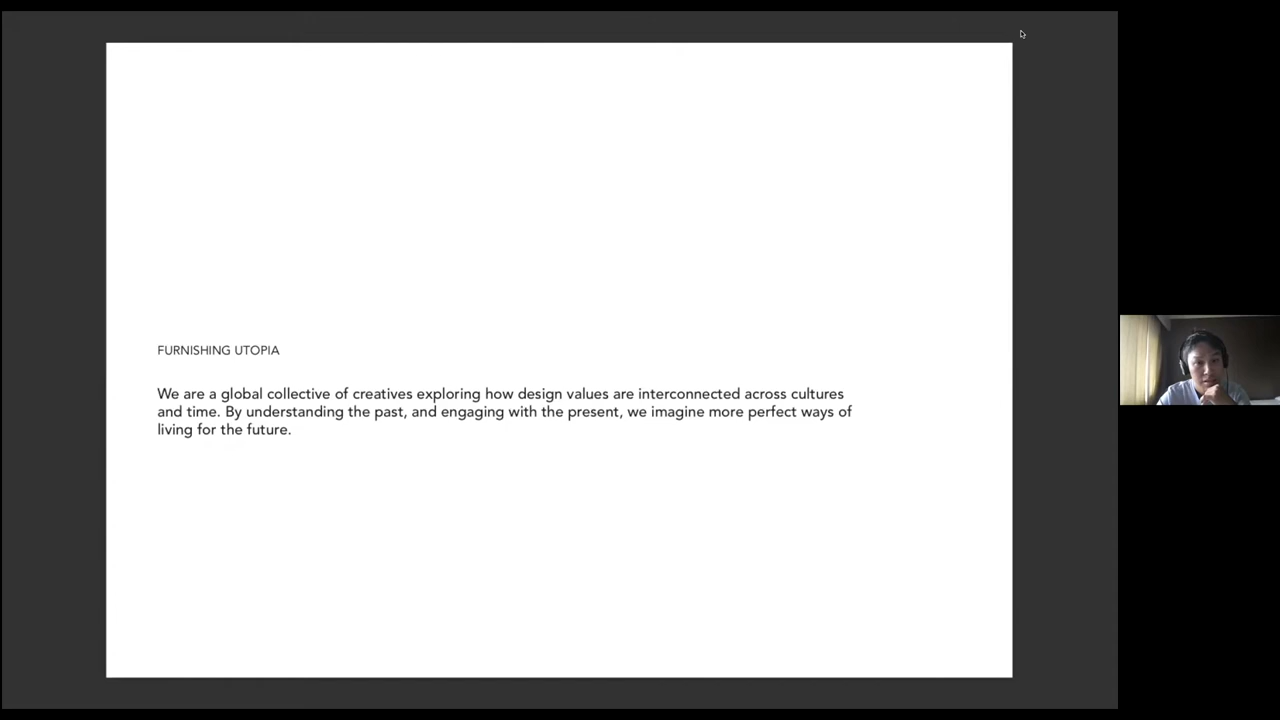 FURNISHING UTOPIA
We are a global collective of creatives exploring how design values are interconnected across cultures
and time. By understanding the past, and engaging with the present, we imagine more perfect ways of
living for the future.